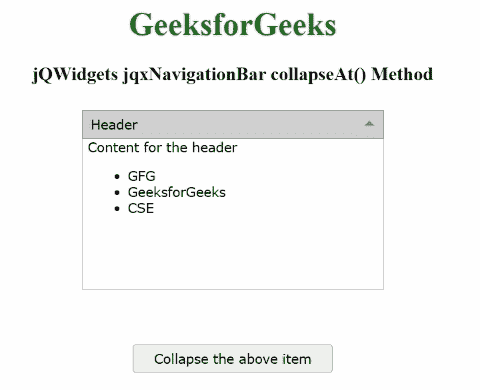 GeeksforGeeks
jQWidgets jqxNavigationBar collapseAt() Method
Header
Content for the header
GFG
GeeksforGeeks
CSE
Collapse the above item